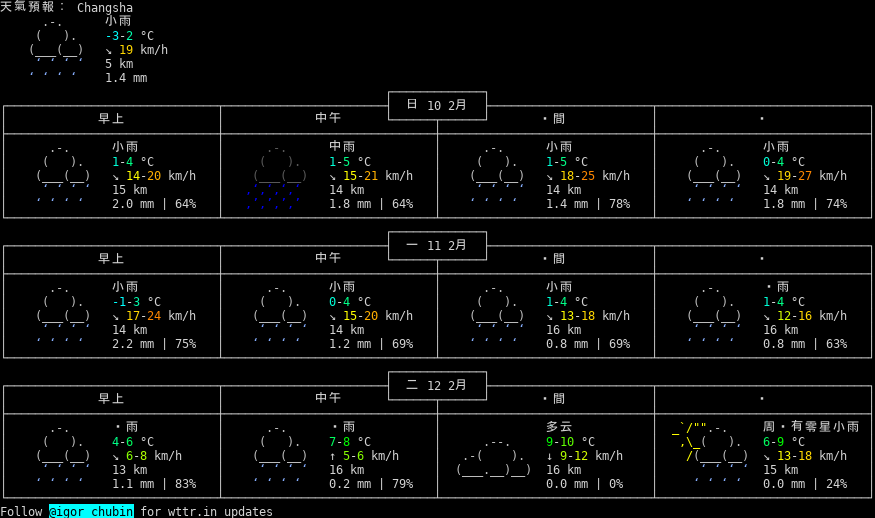 天氣預報： Changsha
小雨
-3-2 °C
↘ 19 km/h
5 km
1.4 mm
日 10 2月
早上 中午 ・間 ・
小雨 中雨 小雨 小雨
1-4 °C 1-5 °C 1-5 °C 0-4 °C
↘ 14-20 km/h ↘ 15-21 km/h ↘ 18-25 km/h ↘ 19-27 km/h
15 km 14 km 14 km 14 km
2.0 mm | 64% 1.8 mm | 64% 1.4 mm | 78% 1.8 mm | 74%
一 11 2月
早上 中午 ・間 ・
小雨 小雨 小雨 ・雨
-1-3 °C 0-4 °C 1-4 °C 1-4 °C
↘ 17-24 km/h ↘ 15-20 km/h ↘ 13-18 km/h ↘ 12-16 km/h
14 km 14 km 16 km 16 km
2.2 mm | 75% 1.2 mm | 69% 0.8 mm | 69% 0.8 mm | 63%
二 12 2月
早上 中午 ・間 ・
・雨 ・雨 多云 周・有零星小雨
4-6 °C 7-8 °C 9-10 °C 6-9 °C
↘ 6-8 km/h ↑ 5-6 km/h ↓ 9-12 km/h ↘ 13-18 km/h
13 km 16 km 16 km 15 km
1.1 mm | 83% 0.2 mm | 79% 0.0 mm | 0% 0.0 mm | 24%
Follow @igor_chubin for wttr.in updates